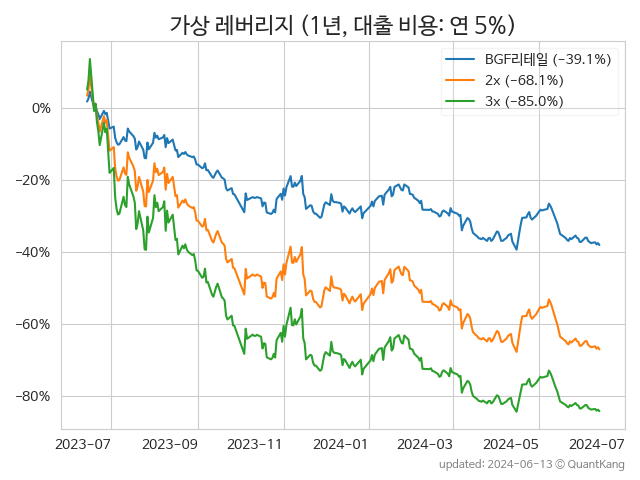 가상 레버리지 (1년, 대출 비용: 연 5%)
BGF리테일 (−39.1%)
2x (−68.1%)
3x (−85.0%)
0%
−20%
−40%
−60%
−80%
2023-07 2023-09 2023-11 2024-01 2024-03 2024-05 2024-07
updated: 2024-06-13 © QuantKang